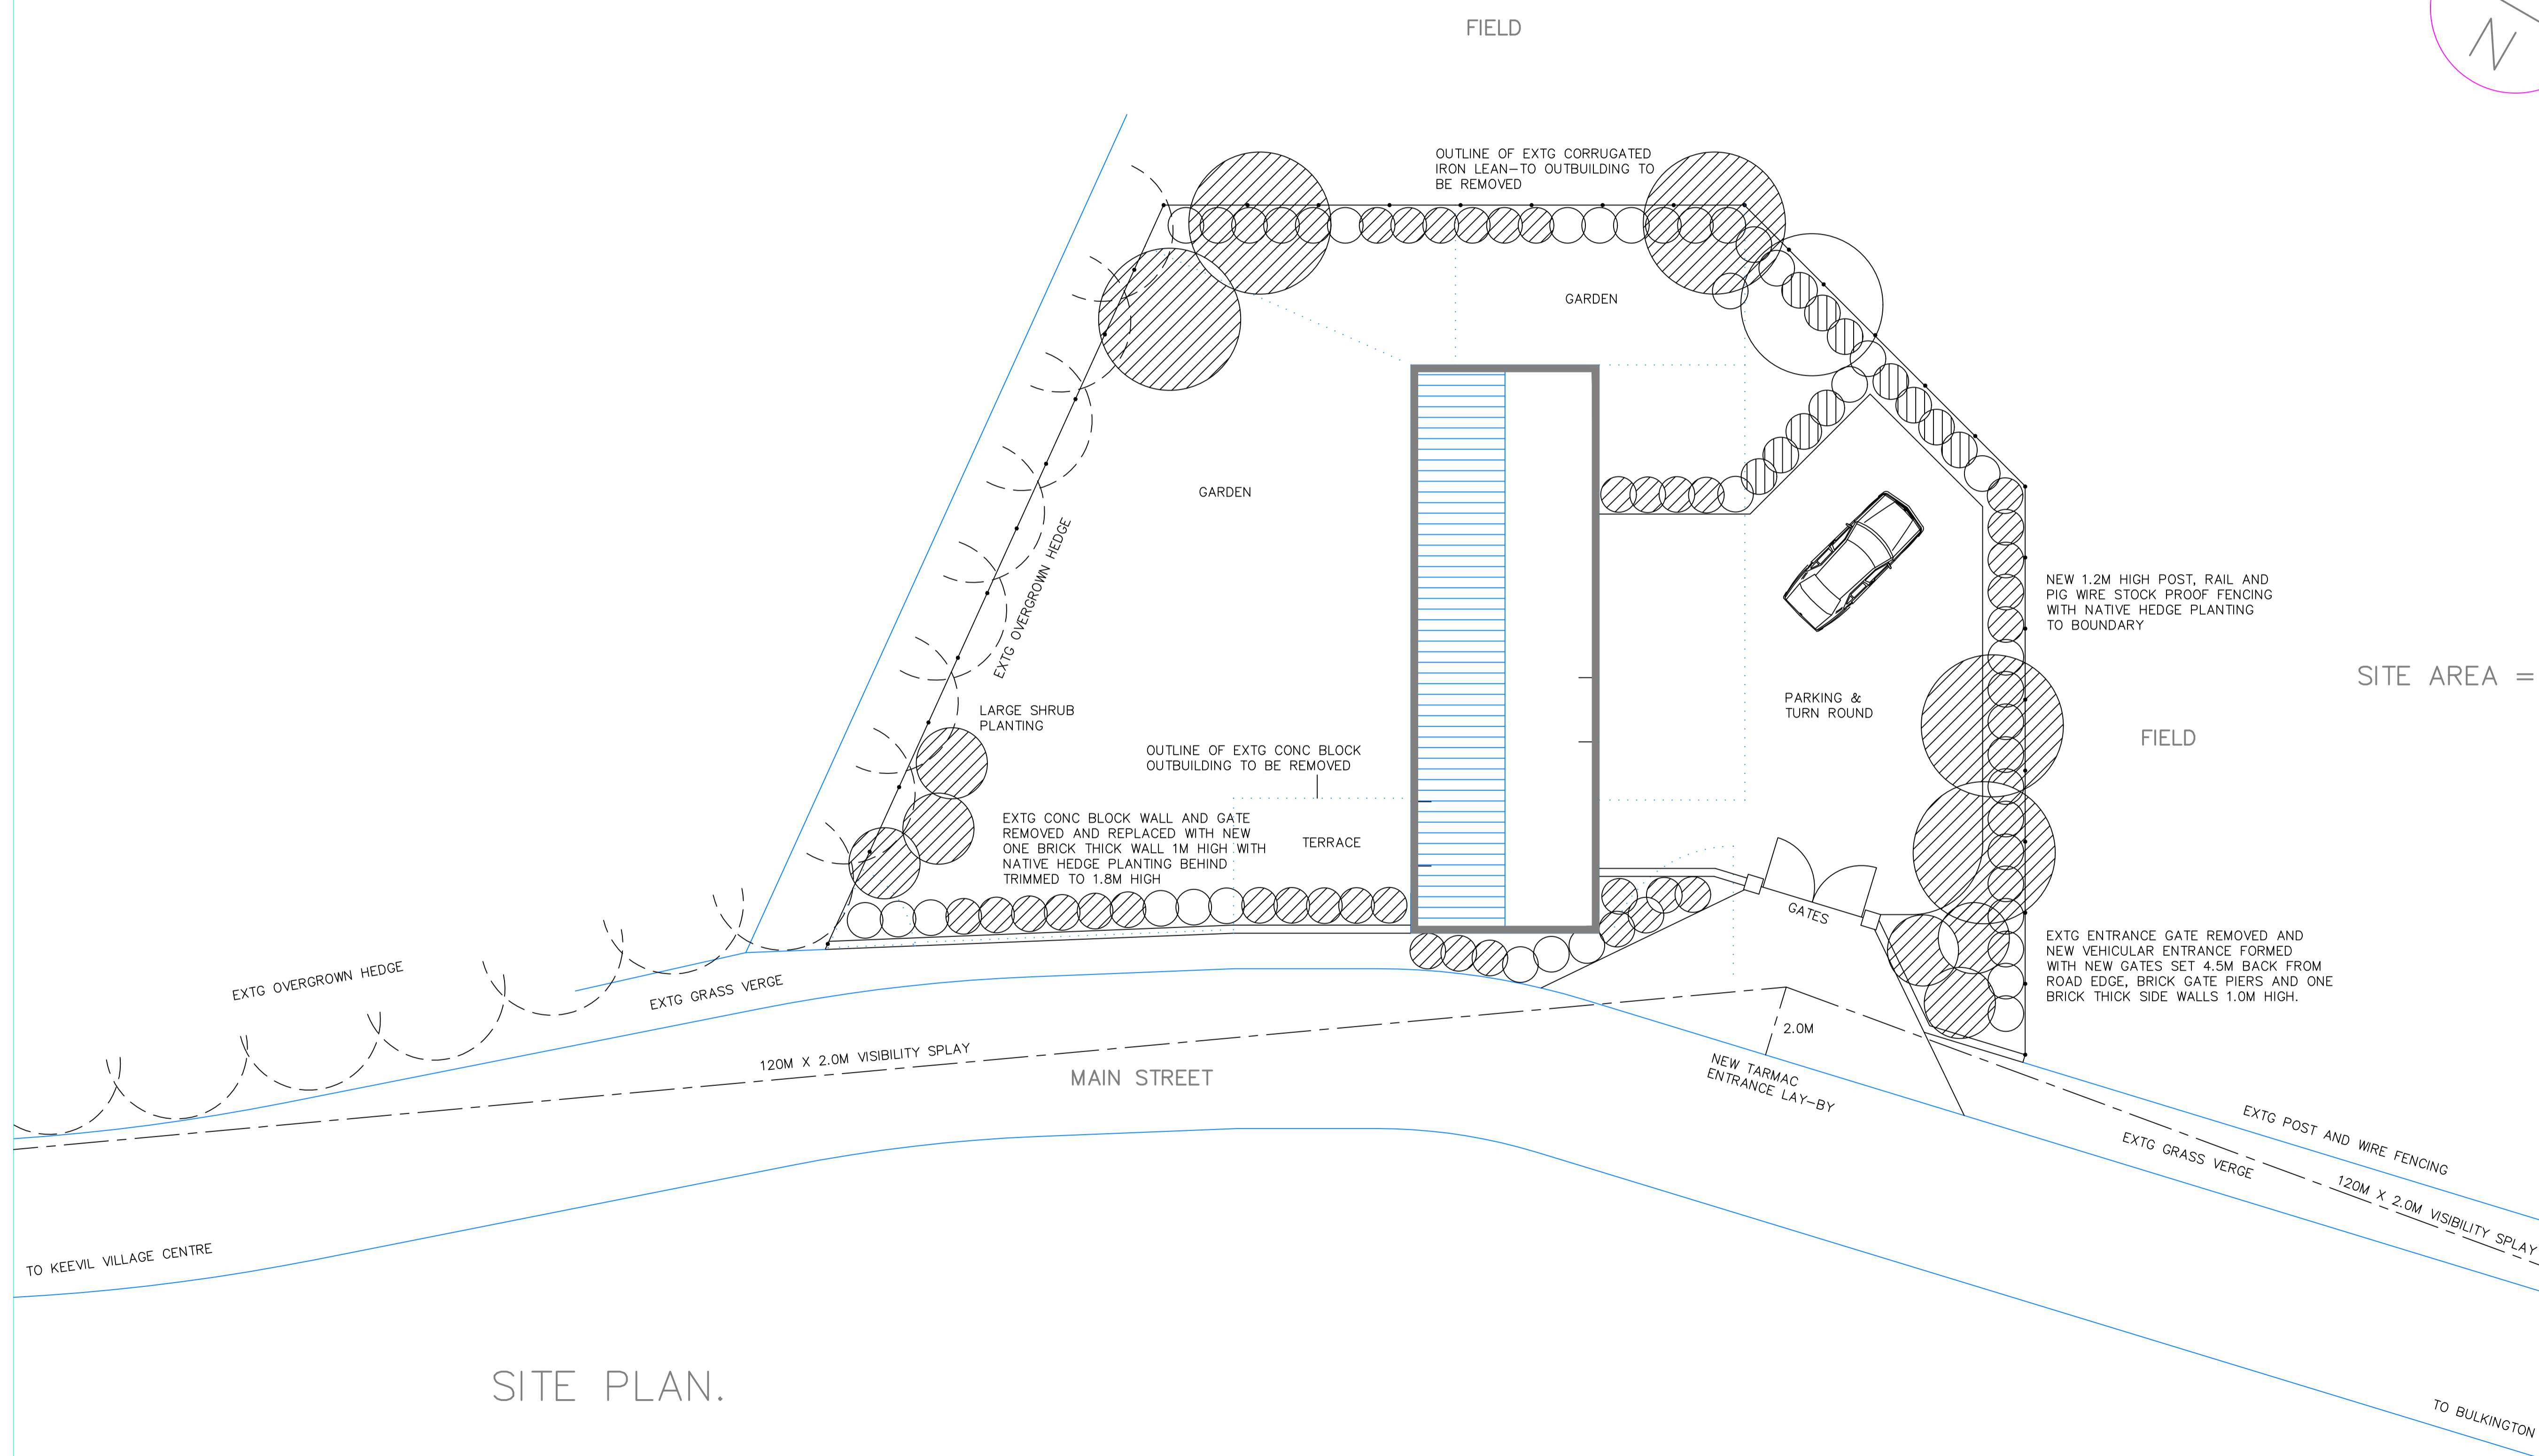 FIELD
N
OUTLINE OF EXTG CORRUGATED
IRON LEAN-TO OUTBUILDING TO
BE REMOVED
GARDEN
GARDEN
EXTG OVERGROWN HEDGE
NEW 1.2M HIGH POST, RAIL AND
PIG WIRE STOCK PROOF FENCING
WITH NATIVE HEDGE PLANTING
TO BOUNDARY
SITE AREA =
LARGE SHRUB
PLANTING
PARKING &
TURN ROUND
FIELD
OUTLINE OF EXTG CONC BLOCK
OUTBUILDING TO BE REMOVED
EXTG CONC BLOCK WALL AND GATE
REMOVED AND REPLACED WITH NEW
ONE BRICK THICK WALL 1M HIGH WITH
NATIVE HEDGE PLANTING BEHIND
TRIMMED TO 1.8M HIGH
TERRACE
GATES
EXTG ENTRANCE GATE REMOVED AND
NEW VEHICULAR ENTRANCE FORMED
WITH NEW GATES SET 4.5M BACK FROM
ROAD EDGE, BRICK GATE PIERS AND ONE
BRICK THICK SIDE WALLS 1.0M HIGH.
EXTG OVERGROWN HEDGE
EXTG GRASS VERGE
2.0M
120M X 2.0M VISIBILITY SPLAY
MAIN STREET
NEW TARMAC
ENTRANCE LAY-BY
EXTG POST AND WIRE FENCING
EXTG GRASS VERGE
120M X 2.0M VISIBILITY SPLAY
TO KEEVIL VILLAGE CENTRE
SITE PLAN.
TO BULKINGTON